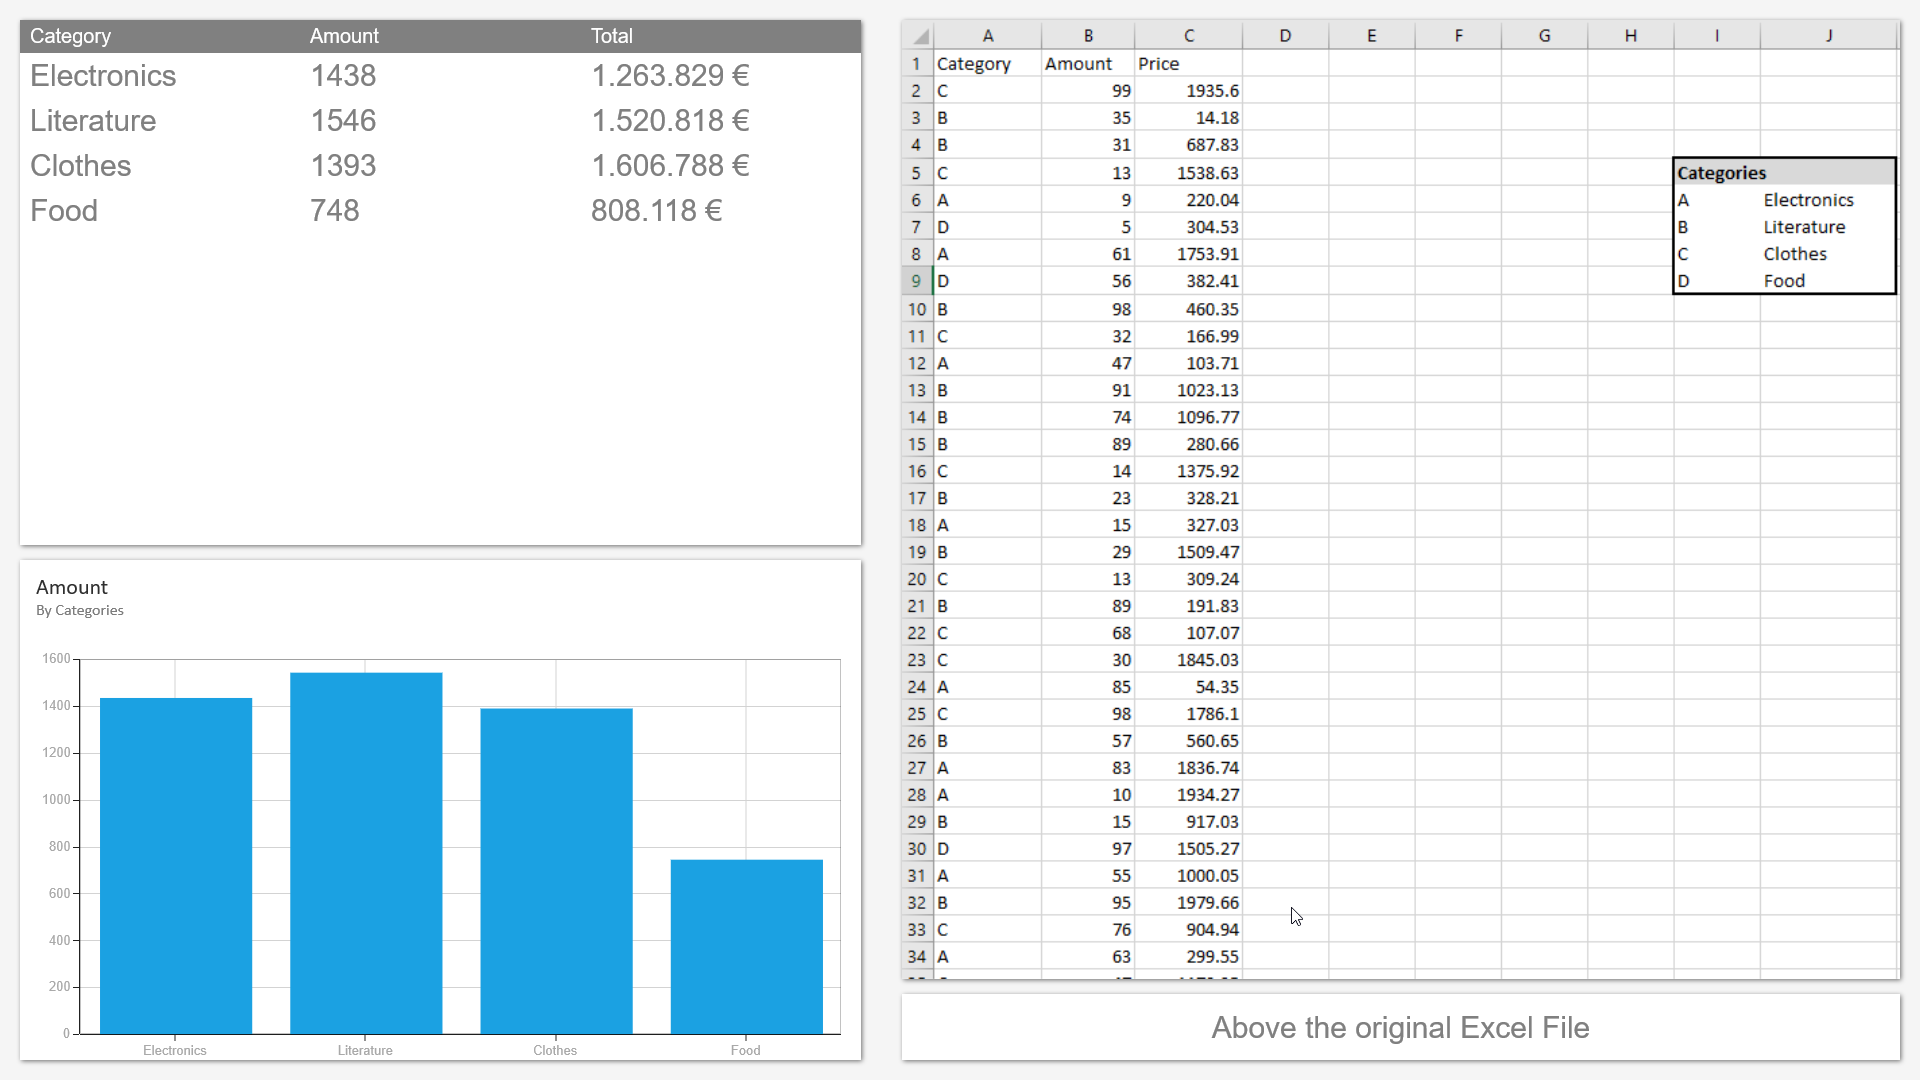 Category Amount Total
Electronics 1438 1.263.829 €
Literature 1546 1.520.818 €
Clothes 1393 1.606.788 €
Food 748 808.118 €
Amount
By Categories
1600
1400
1200
1000
800
600
400
200
0
Electronics Literature Clothes Food
A B C D E F G H I J
1 Category Amount Price
2 C 99 1935.6
3 B 35 14.18
4 B 31 687.83
5 C 13 1538.63 Categories
6 A 9 220.04 A Electronics
7 D 5 304.53 B Literature
8 A 61 1753.91 C Clothes
9 D 56 382.41 D Food
10 B 98 460.35
11 C 32 166.99
12 A 47 103.71
13 B 91 1023.13
14 B 74 1096.77
15 B 89 280.66
16 C 14 1375.92
17 B 23 328.21
18 A 15 327.03
19 B 29 1509.47
20 C 13 309.24
21 B 89 191.83
22 C 68 107.07
23 C 30 1845.03
24 A 85 54.35
25 C 98 1786.1
26 B 57 560.65
27 A 83 1836.74
28 A 10 1934.27
29 B 15 917.03
30 D 97 1505.27
31 A 55 1000.05
32 B 95 1979.66
33 C 76 904.94
34 A 63 299.55
Above the original Excel File